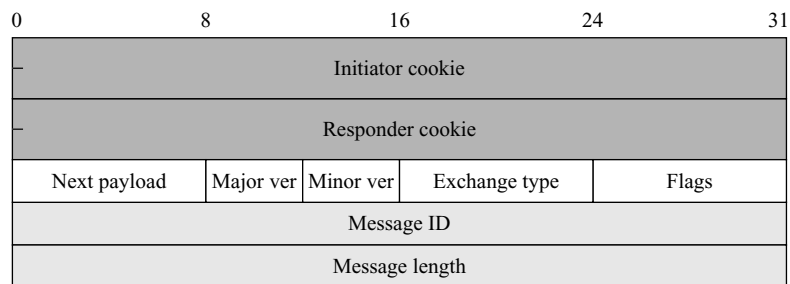 0 8 16 24 31
Initiator cookie
Responder cookie
Next payload Major ver Minor ver Exchange type Flags
Message ID
Message length